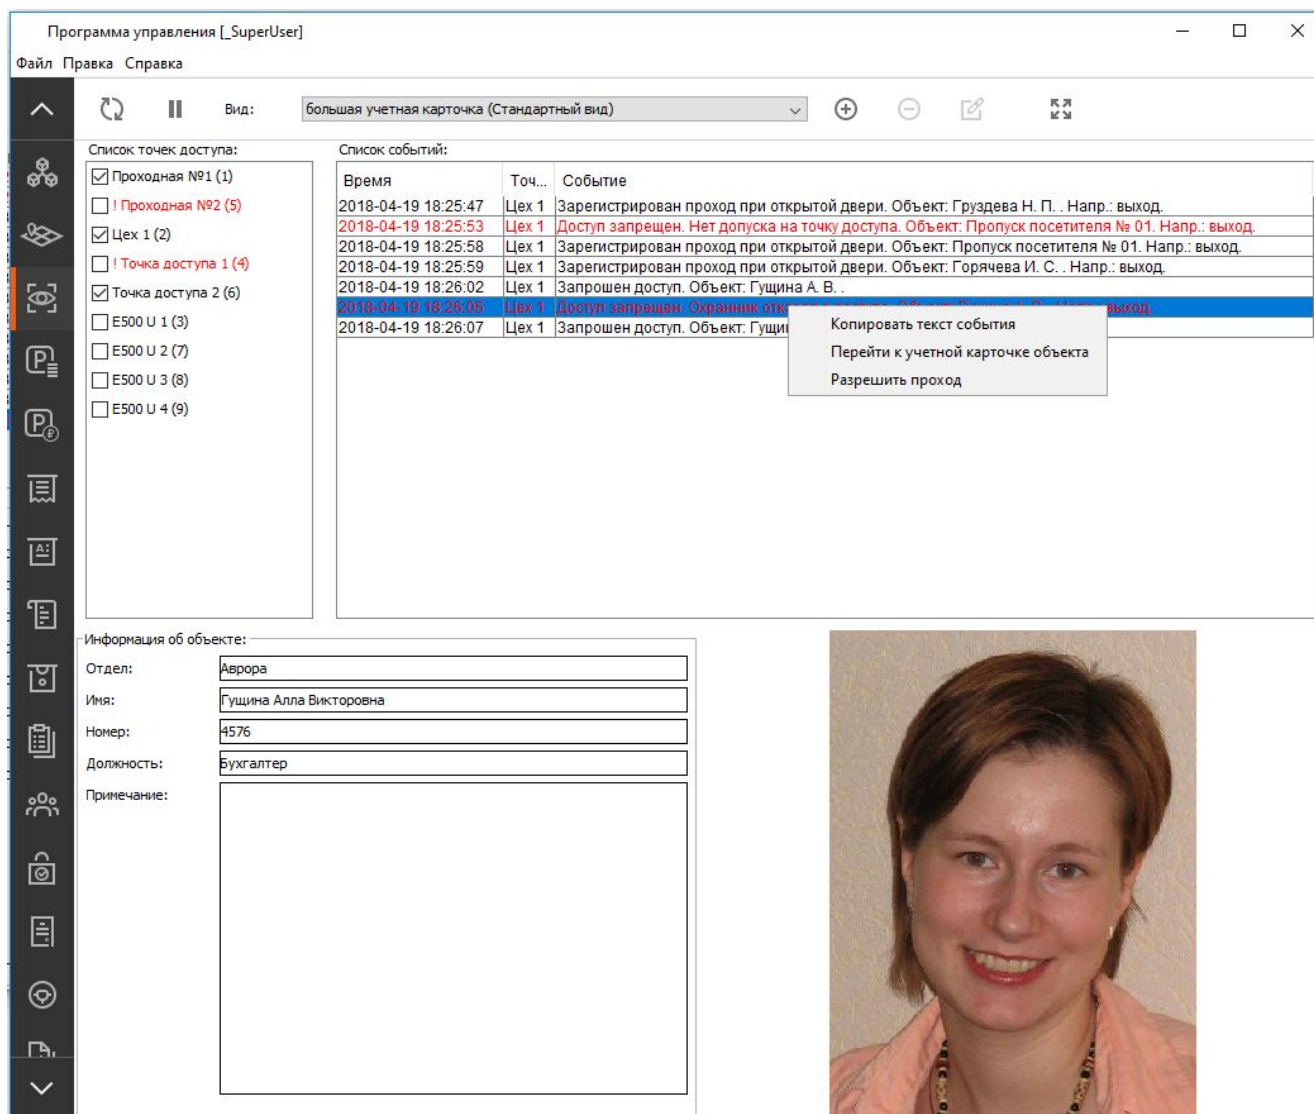 Программа управления [_SuperUser]
Файл Правка Справка
Вид: большая учетная карточка (Стандартный вид)
Список точек доступа:
Проходная №1 (1)
! Проходная №2 (5)
Цех 1 (2)
! Точка доступа 1 (4)
Точка доступа 2 (6)
E500 U 1 (3)
E500 U 2 (7)
E500 U 3 (8)
E500 U 4 (9)
Список событий:
Время Точ... Событие
2018-04-19 18:25:47 Цех 1 Зарегистрирован проход при открытой двери. Объект: Груздева Н. П. . Напр.: выход.
2018-04-19 18:25:53 Цех 1 Доступ запрещен. Нет допуска на точку доступа. Объект: Пропуск посетителя № 01. Напр.: выход.
2018-04-19 18:25:58 Цех 1 Зарегистрирован проход при открытой двери. Объект: Пропуск посетителя № 01. Напр.: выход.
2018-04-19 18:25:59 Цех 1 Зарегистрирован проход при открытой двери. Объект: Горячева И. С. . Напр.: выход.
2018-04-19 18:26:02 Цех 1 Запрошен доступ. Объект: Гущина А. В. .
2018-04-19 18:26:05 Цех 1 Доступ запрещен. Охранник выход.
2018-04-19 18:26:07 Цех 1 Запрошен доступ. Объект:
Копировать текст события
Перейти к учетной карточке объекта
Разрешить проход
Информация об объекте:
Отдел: Аврора
Имя: Гущина Алла Викторовна
Номер: 4576
Должность: Бухгалтер
Примечание: